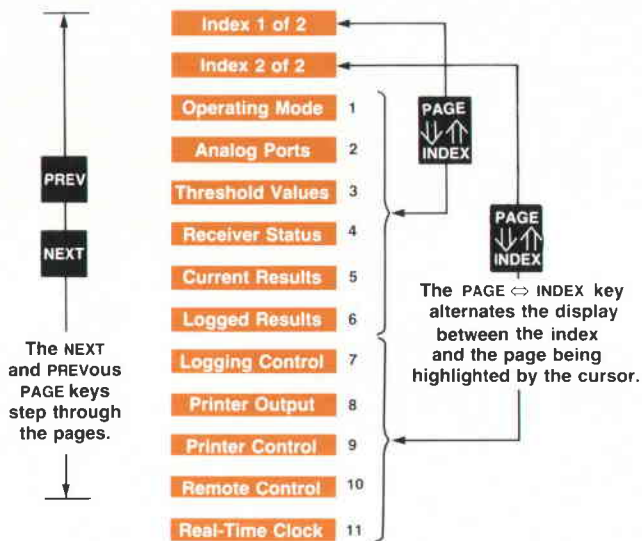 Index 1 of 2
Index 2 of 2
Operating Mode 1
Analog Ports 2
Threshold Values 3
Receiver Status 4
Current Results 5
Logged Results 6
Logging Control 7
Printer Output 8
Printer Control 9
Remote Control 10
Real-Time Clock 11
PREV
NEXT
The NEXT
and PREVous
PAGE keys
step through
the pages.
PAGE
⇓⇑
INDEX
PAGE
⇓⇑
INDEX
The PAGE ⇔ INDEX key
alternates the display
between the index
and the page being
highlighted by the cursor.